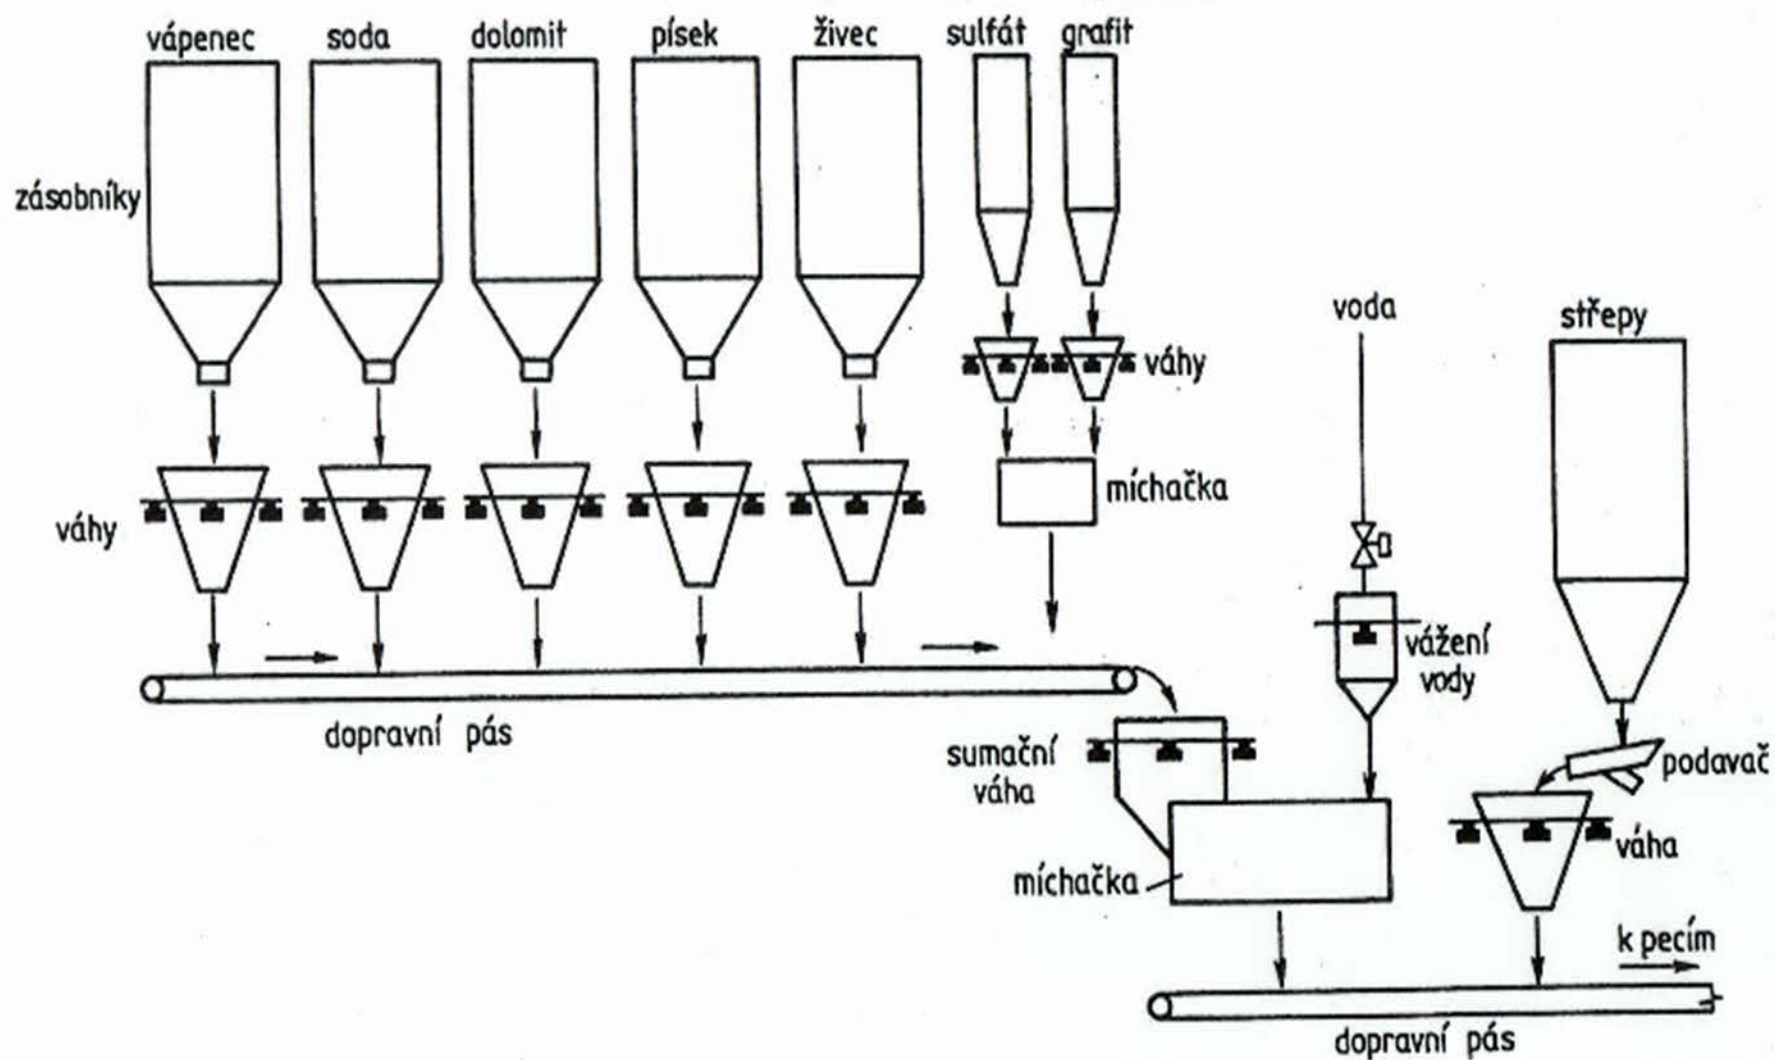 vápenec
soda
dolomit
písek
živec
sulfát
grafit
zásobníky
voda
střepy
váhy
míchačka
váhy
vážení
vody
dopravní pás
sumační
váha
podavač
váha
míchačka
k pecím
dopravní pás